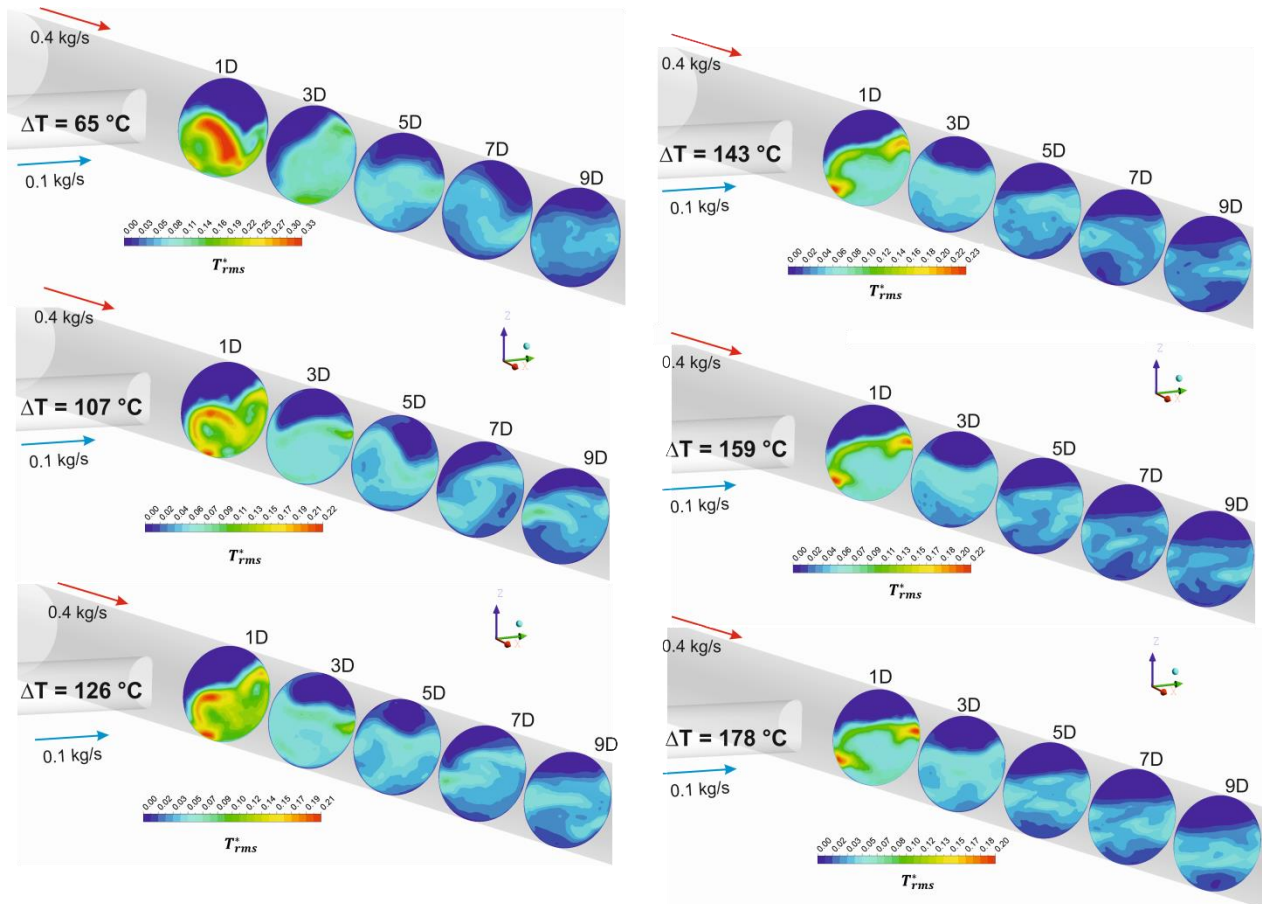 0.4 kg/s
1D
3D
5D
7D
9D
ΔT = 65 °C
0.1 kg/s
0.00 0.03 0.05 0.08 0.11 0.14 0.16 0.19 0.22 0.25 0.27 0.30 0.33
T*rms
0.4 kg/s
Z
X
1D
3D
5D
7D
9D
ΔT = 107 °C
0.1 kg/s
0.00 0.02 0.04 0.06 0.07 0.09 0.11 0.13 0.15 0.17 0.19 0.21 0.22
T*rms
0.4 kg/s
Z
X
1D
3D
5D
7D
9D
ΔT = 126 °C
0.1 kg/s
0.00 0.02 0.03 0.05 0.07 0.09 0.10 0.12 0.14 0.15 0.17 0.19 0.21
T*rms
0.4 kg/s
1D
3D
5D
7D
9D
ΔT = 143 °C
0.1 kg/s
0.00 0.02 0.04 0.06 0.08 0.10 0.12 0.14 0.16 0.18 0.20 0.22 0.23
T*rms
0.4 kg/s
Z
X
1D
3D
5D
7D
9D
ΔT = 159 °C
0.1 kg/s
0.00 0.02 0.04 0.06 0.07 0.09 0.11 0.13 0.15 0.17 0.18 0.20 0.22
T*rms
0.4 kg/s
Z
X
1D
3D
5D
7D
9D
ΔT = 178 °C
0.1 kg/s
0.00 0.02 0.03 0.05 0.07 0.08 0.10 0.12 0.13 0.15 0.17 0.18 0.20
T*rms